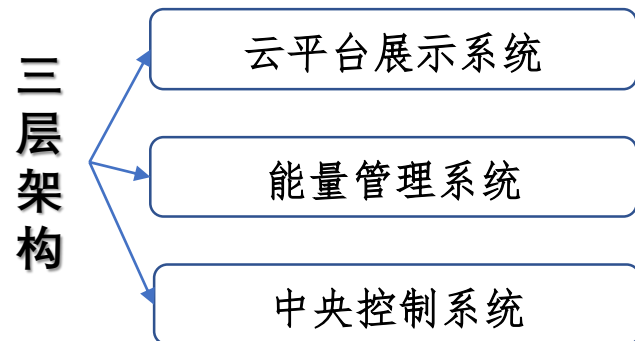 三层架构
云平台展示系统
能量管理系统
中央控制系统